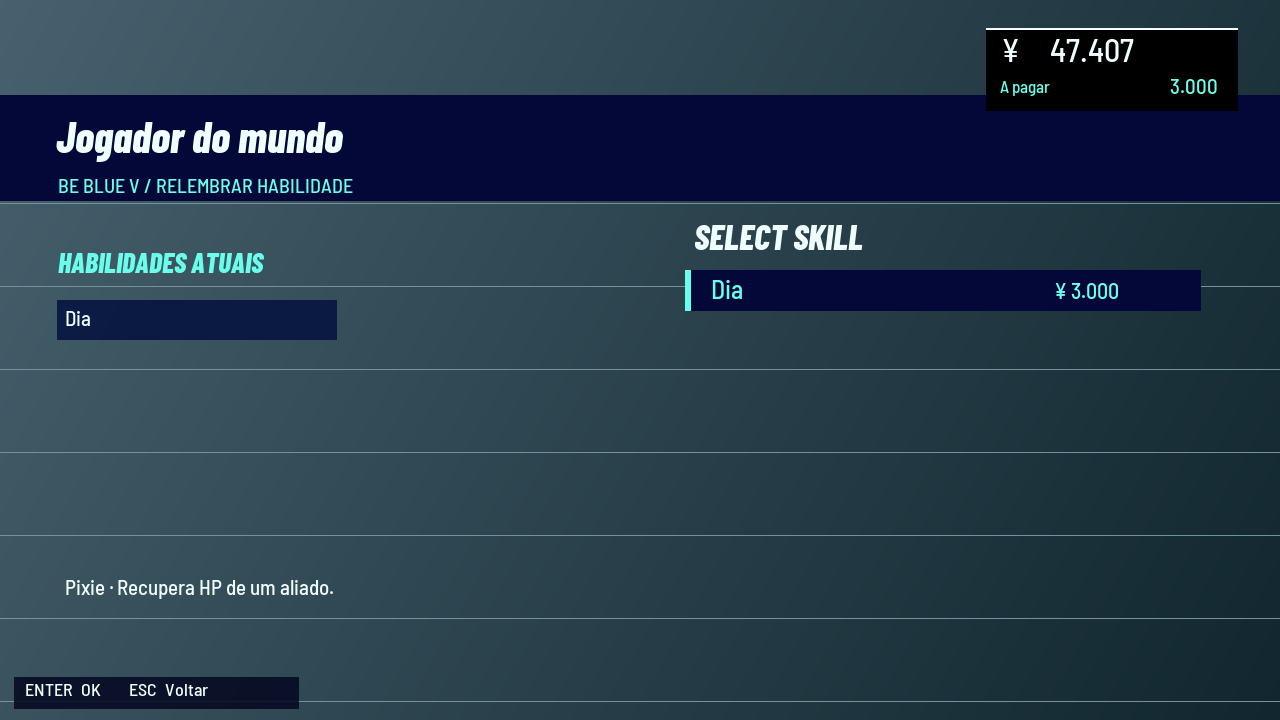 ¥ 47.407
A pagar 3.000
Jogador do mundo
BE BLUE V / RELEMBRAR HABILIDADE
HABILIDADES ATUAIS
Dia
SELECT SKILL
Dia ¥ 3.000
Pixie · Recupera HP de um aliado.
ENTER OK ESC Voltar